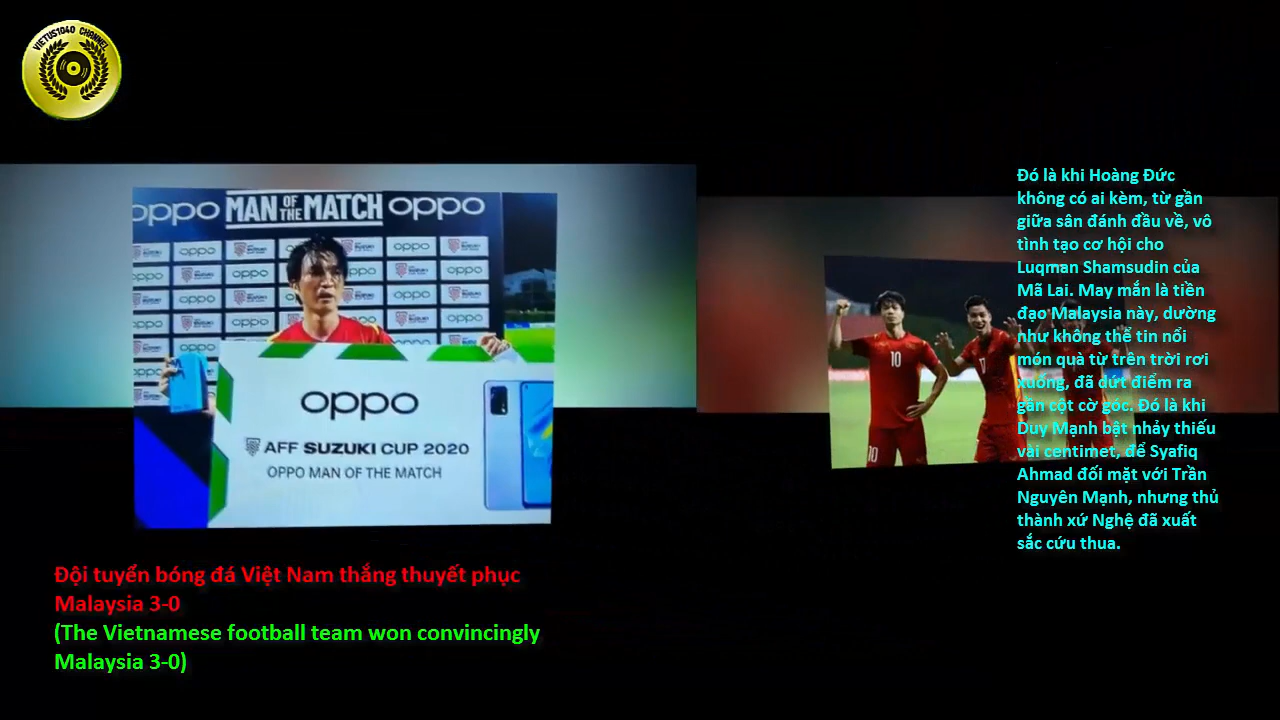 VIETUS1040 CHANNEL
oppo MAN OF THE MATCH oppo
oppo
AFF SUZUKI CUP 2020
OPPO MAN OF THE MATCH
10
10
17
Đội tuyển bóng đá Việt Nam thắng thuyết phục
Malaysia 3-0
(The Vietnamese football team won convincingly
Malaysia 3-0)
Đó là khi Hoàng Đức
không có ai kèm, từ gần
giữa sân đánh đầu về, vô
tình tạo cơ hội cho
Luqman Shamsudin của
Mã Lai. May mắn là tiền
đạo Malaysia này, dường
như không thể tin nổi
món quà từ trên trời rơi
xuống, đã dứt điểm ra
gần cột cờ góc. Đó là khi
Duy Mạnh bật nhảy thiếu
vài centimet, để Syafiq
Ahmad đối mặt với Trần
Nguyên Mạnh, nhưng thủ
thành xứ Nghệ đã xuất
sắc cứu thua.